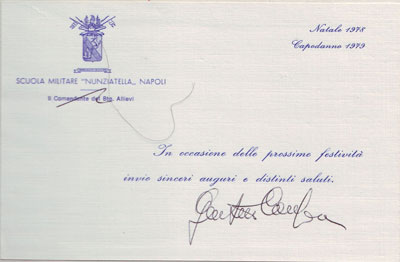 Natale 1978
Capodanno 1979
SCUOLA MILITARE "NUNZIATELLA„ NAPOLI
Il Comandante del Btg. Allievi
In occasione delle prossime festività
invio sinceri auguri e distinti saluti.